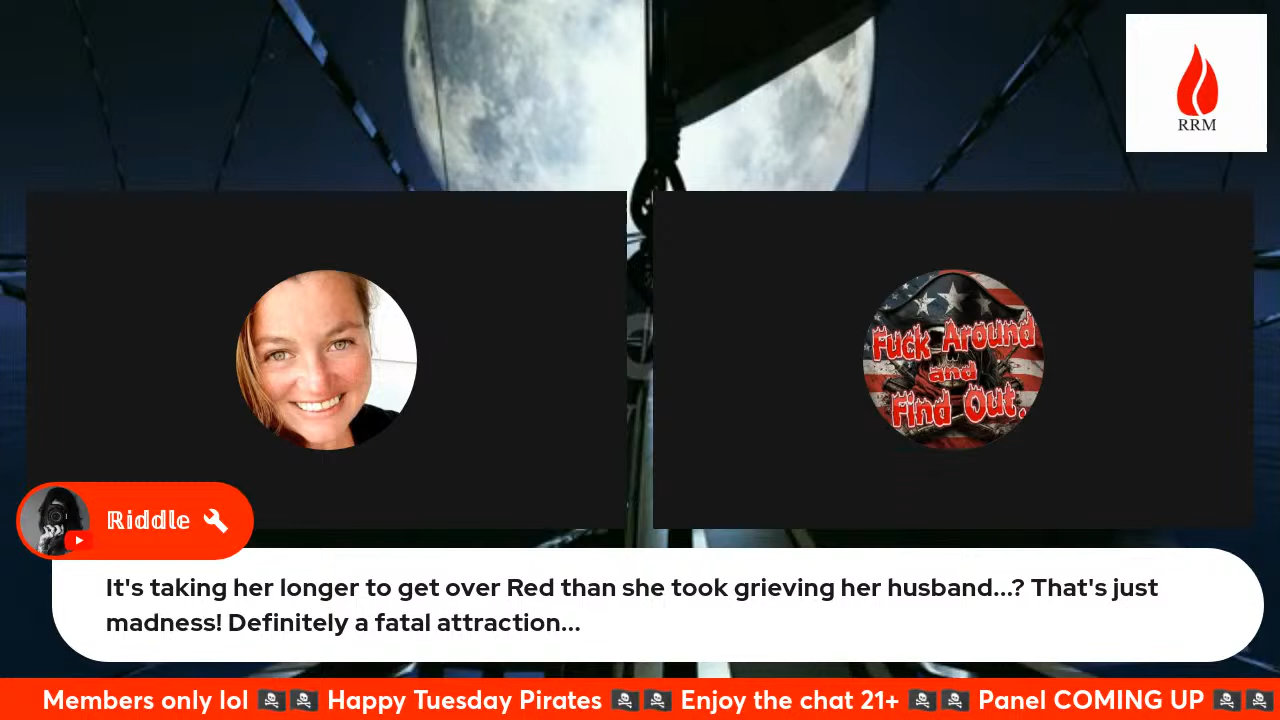 RRM
Fuck Around
and
Find Out.
Riddle
It's taking her longer to get over Red than she took grieving her husband...? That's just
madness! Definitely a fatal attraction...
Members only lol ☠️☠️ Happy Tuesday Pirates ☠️☠️ Enjoy the chat 21+ ☠️☠️ Panel COMING UP ☠️☠️